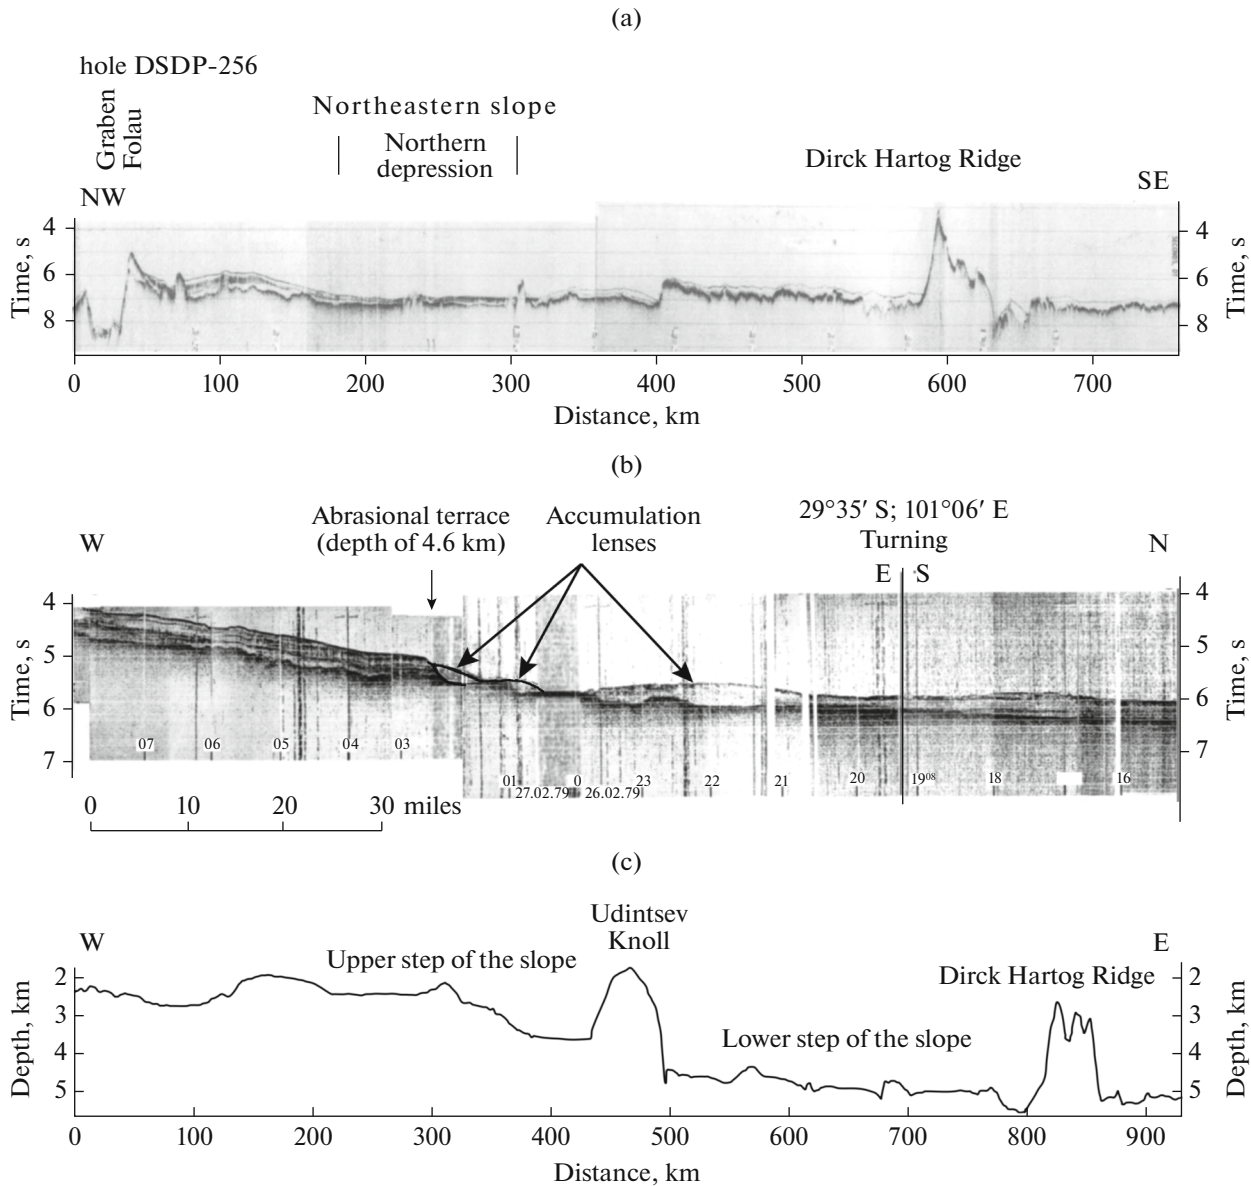 (a)
hole DSDP-256
Graben
Folau
Northeastern slope
Northern
depression
Dirck Hartog Ridge
NW
SE
4
6
8
Time, s
4
6
8
Time, s
0 100 200 300 400 500 600 700
Distance, km
(b)
Abrasional terrace
(depth of 4.6 km)
Accumulation
lenses
29°35′ S; 101°06′ E
Turning
W
E
S
N
4
5
6
7
Time, s
4
5
6
7
Time, s
07 06 05 04 03 01 0 23 22 21 20 19⁰⁸ 18 16
27.02.79 26.02.79
0 10 20 30 miles
(c)
Udintsev
Knoll
W
E
Upper step of the slope
Dirck Hartog Ridge
Lower step of the slope
2
3
4
5
Depth, km
2
3
4
5
Depth, km
0 100 200 300 400 500 600 700 800 900
Distance, km